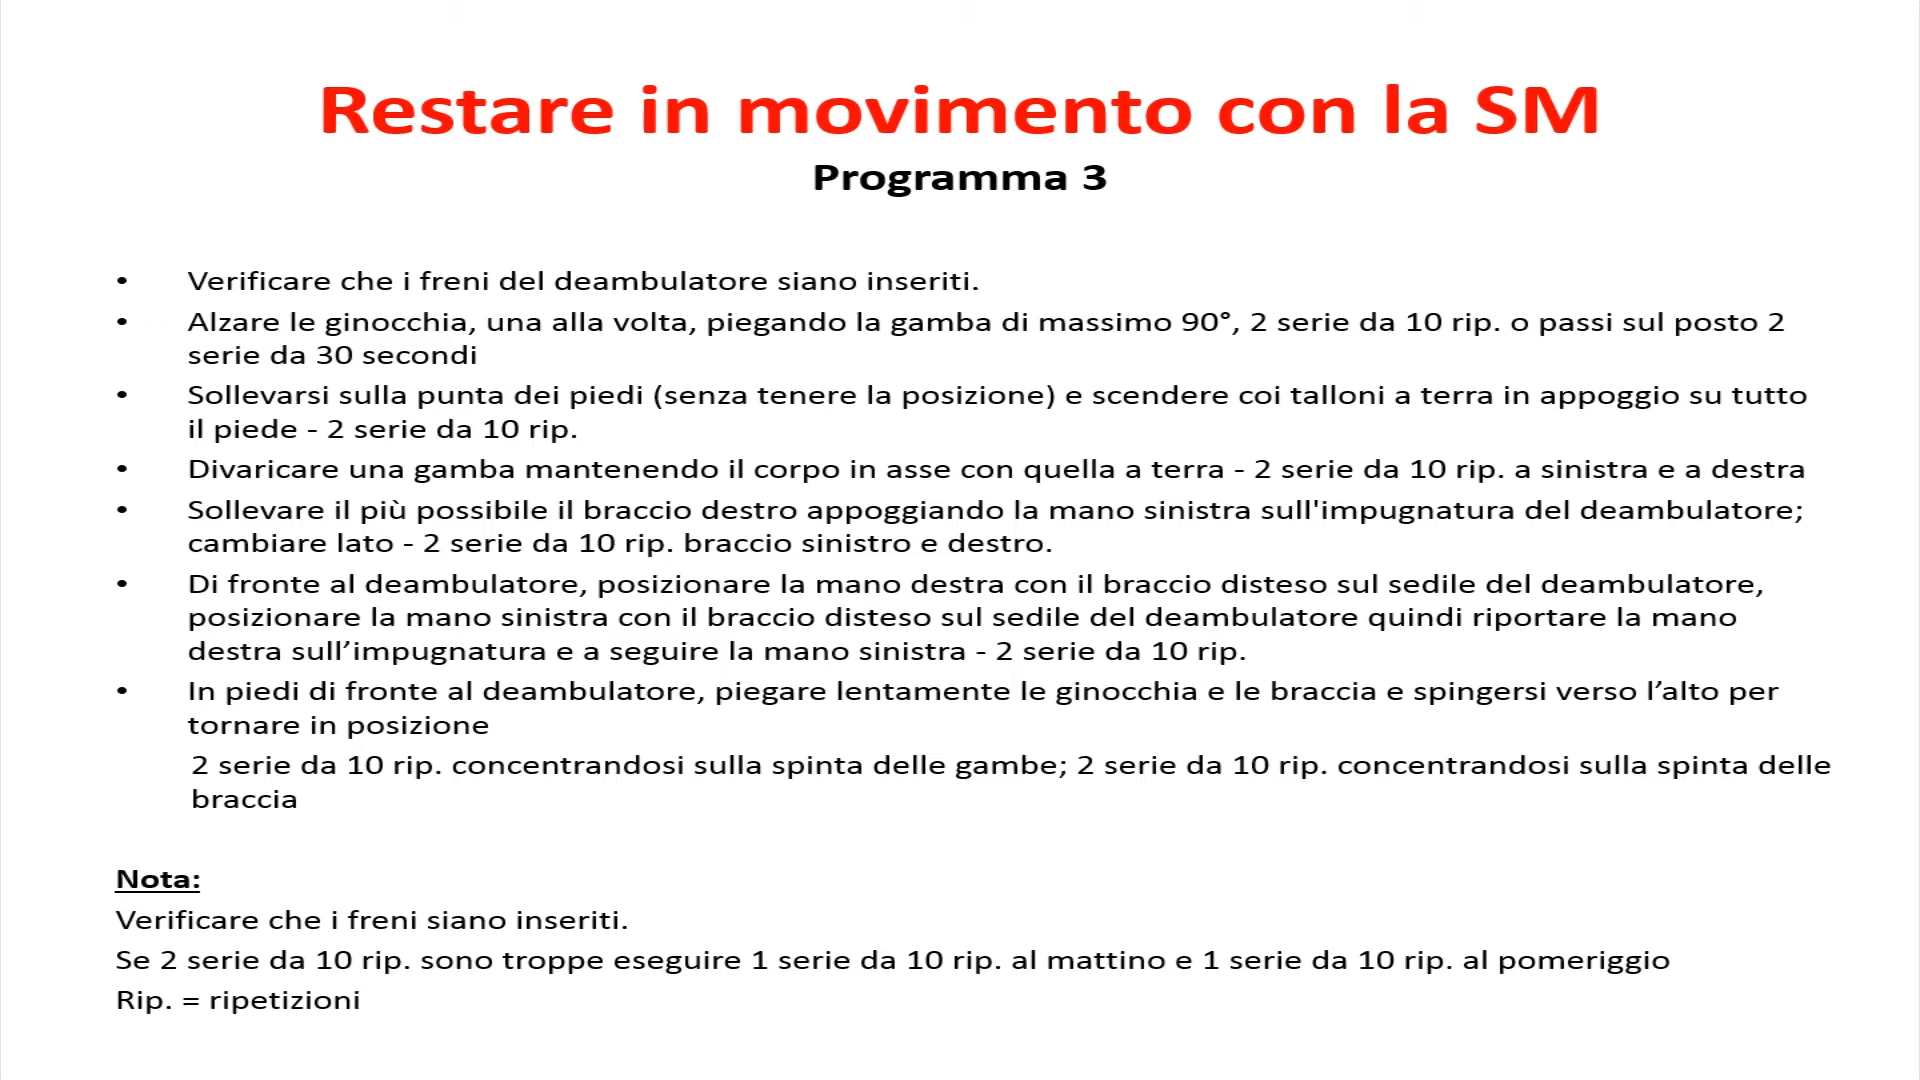 Restare in movimento con la SM
Programma 3
• Verificare che i freni del deambulatore siano inseriti.
• Alzare le ginocchia, una alla volta, piegando la gamba di massimo 90°, 2 serie da 10 rip. o passi sul posto 2
serie da 30 secondi
• Sollevarsi sulla punta dei piedi (senza tenere la posizione) e scendere coi talloni a terra in appoggio su tutto
il piede - 2 serie da 10 rip.
• Divaricare una gamba mantenendo il corpo in asse con quella a terra - 2 serie da 10 rip. a sinistra e a destra
• Sollevare il più possibile il braccio destro appoggiando la mano sinistra sull'impugnatura del deambulatore;
cambiare lato - 2 serie da 10 rip. braccio sinistro e destro.
• Di fronte al deambulatore, posizionare la mano destra con il braccio disteso sul sedile del deambulatore,
posizionare la mano sinistra con il braccio disteso sul sedile del deambulatore quindi riportare la mano
destra sull’impugnatura e a seguire la mano sinistra - 2 serie da 10 rip.
• In piedi di fronte al deambulatore, piegare lentamente le ginocchia e le braccia e spingersi verso l’alto per
tornare in posizione
2 serie da 10 rip. concentrandosi sulla spinta delle gambe; 2 serie da 10 rip. concentrandosi sulla spinta delle
braccia
Nota:
Verificare che i freni siano inseriti.
Se 2 serie da 10 rip. sono troppe eseguire 1 serie da 10 rip. al mattino e 1 serie da 10 rip. al pomeriggio
Rip. = ripetizioni